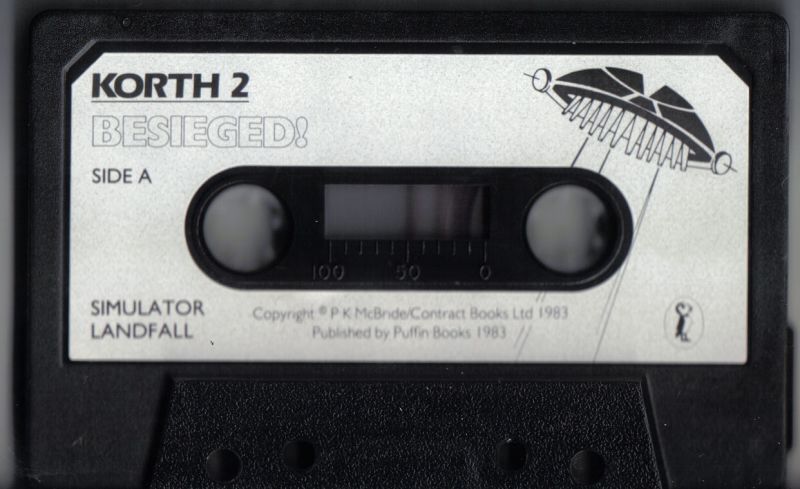 KORTH 2
BESIEGED!
SIDE A
100 50 0
SIMULATOR
LANDFALL
Copyright © P K McBride/Contract Books Ltd 1983
Published by Puffin Books 1983